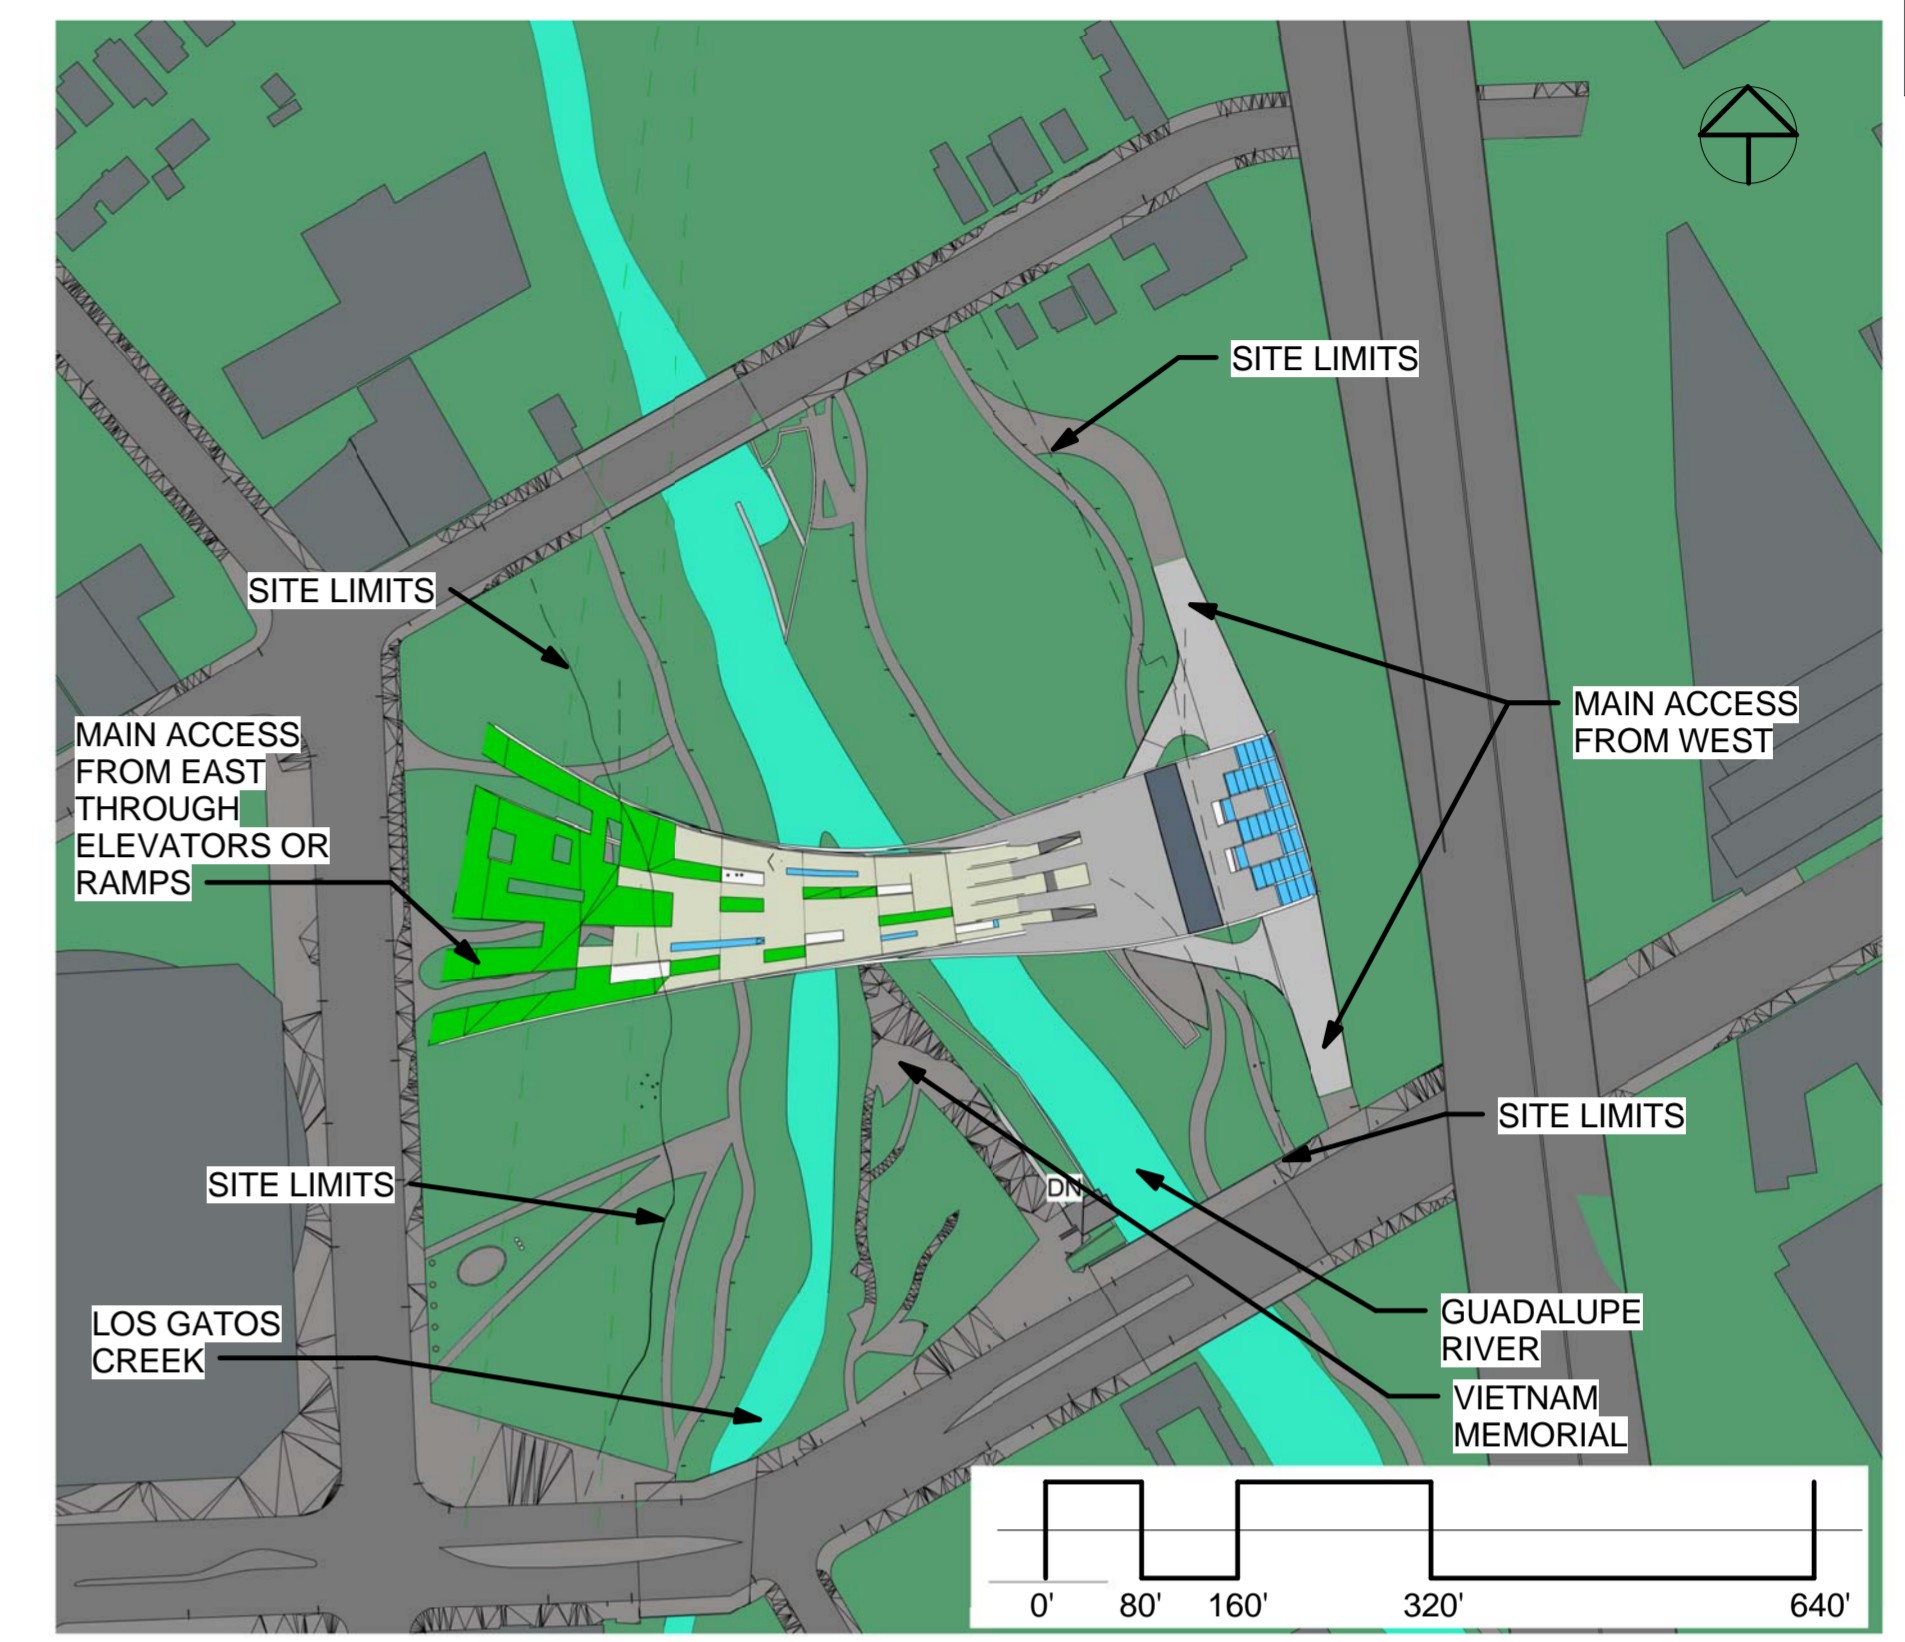 SITE LIMITS
SITE LIMITS
MAIN ACCESS
FROM WEST
MAIN ACCESS
FROM EAST
THROUGH
ELEVATORS OR
RAMPS
SITE LIMITS
SITE LIMITS
DN
LOS GATOS
CREEK
GUADALUPE
RIVER
VIETNAM
MEMORIAL
0' 80' 160' 320' 640'